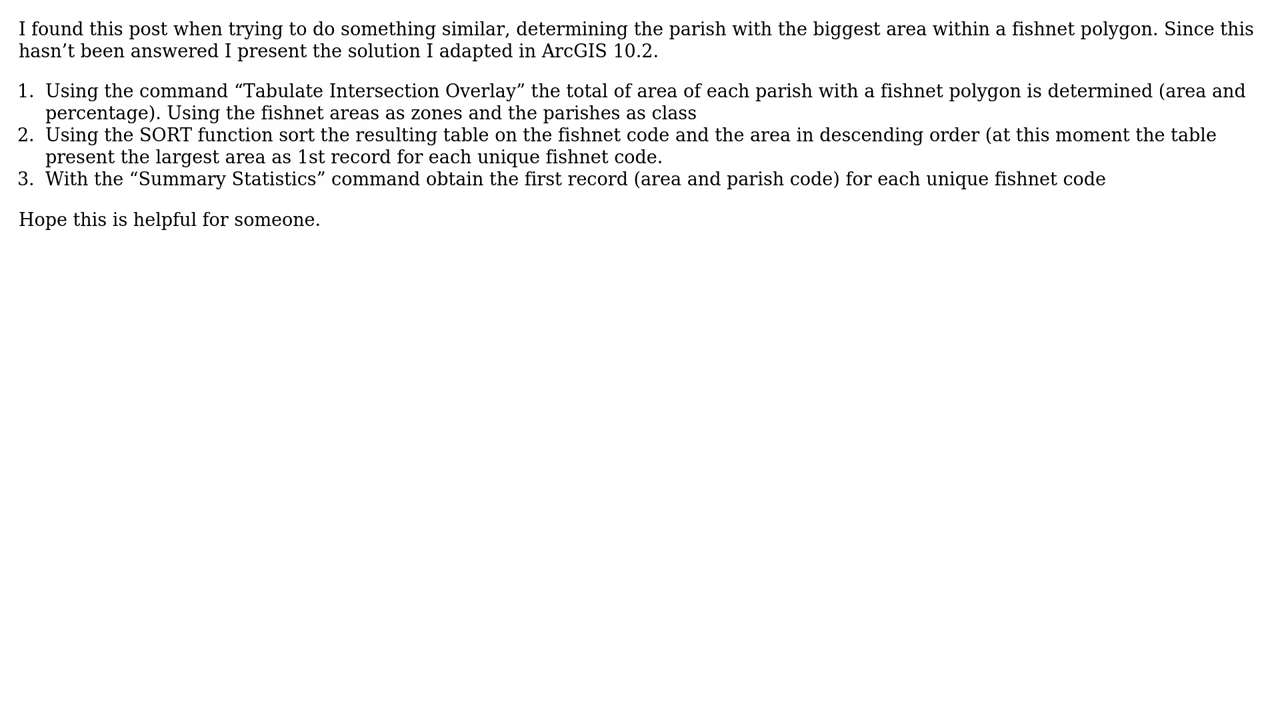 I found this post when trying to do something similar, determining the parish with the biggest area within a fishnet polygon. Since this
hasn’t been answered I present the solution I adapted in ArcGIS 10.2.
1. Using the command “Tabulate Intersection Overlay” the total of area of each parish with a fishnet polygon is determined (area and
percentage). Using the fishnet areas as zones and the parishes as class
2. Using the SORT function sort the resulting table on the fishnet code and the area in descending order (at this moment the table
present the largest area as 1st record for each unique fishnet code.
3. With the “Summary Statistics” command obtain the first record (area and parish code) for each unique fishnet code
Hope this is helpful for someone.